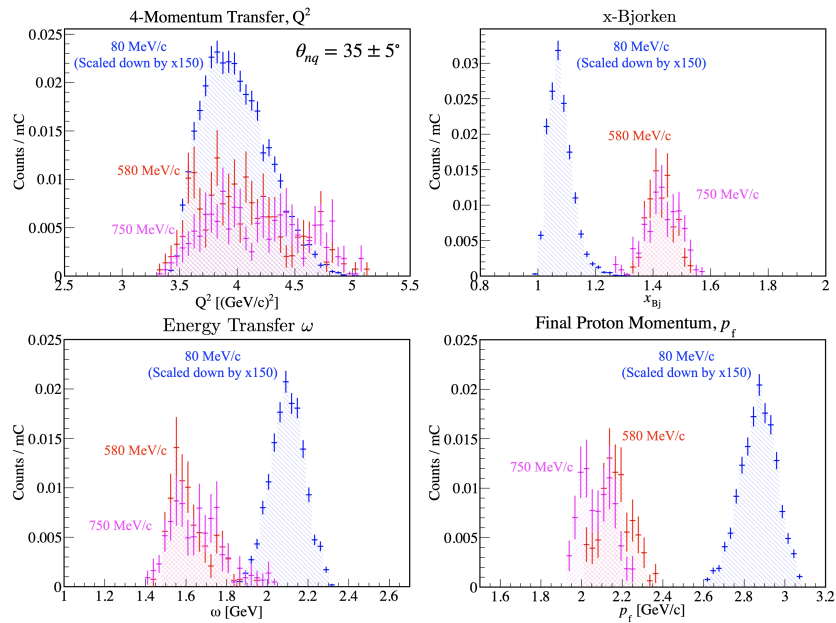 4-Momentum Transfer, Q²
Counts / mC
0.025
0.02
0.015
0.01
0.005
0
80 MeV/c
(Scaled down by x150)
θnq = 35 ± 5°
580 MeV/c
750 MeV/c
2.5 3 3.5 4 4.5 5 5.5
Q² [(GeV/c)²]
x-Bjorken
Counts / mC
0.03
0.025
0.02
0.015
0.01
0.005
0
80 MeV/c
(Scaled down by x150)
580 MeV/c
750 MeV/c
0.8 1 1.2 1.4 1.6 1.8 2
xBj
Energy Transfer ω
Counts / mC
0.025
0.02
0.015
0.01
0.005
0
80 MeV/c
(Scaled down by x150)
580 MeV/c
750 MeV/c
1 1.2 1.4 1.6 1.8 2 2.2 2.4 2.6
ω [GeV]
Final Proton Momentum, pf
Counts / mC
0.025
0.02
0.015
0.01
0.005
0
80 MeV/c
(Scaled down by x150)
580 MeV/c
750 MeV/c
1.6 1.8 2 2.2 2.4 2.6 2.8 3 3.2
pf [GeV/c]